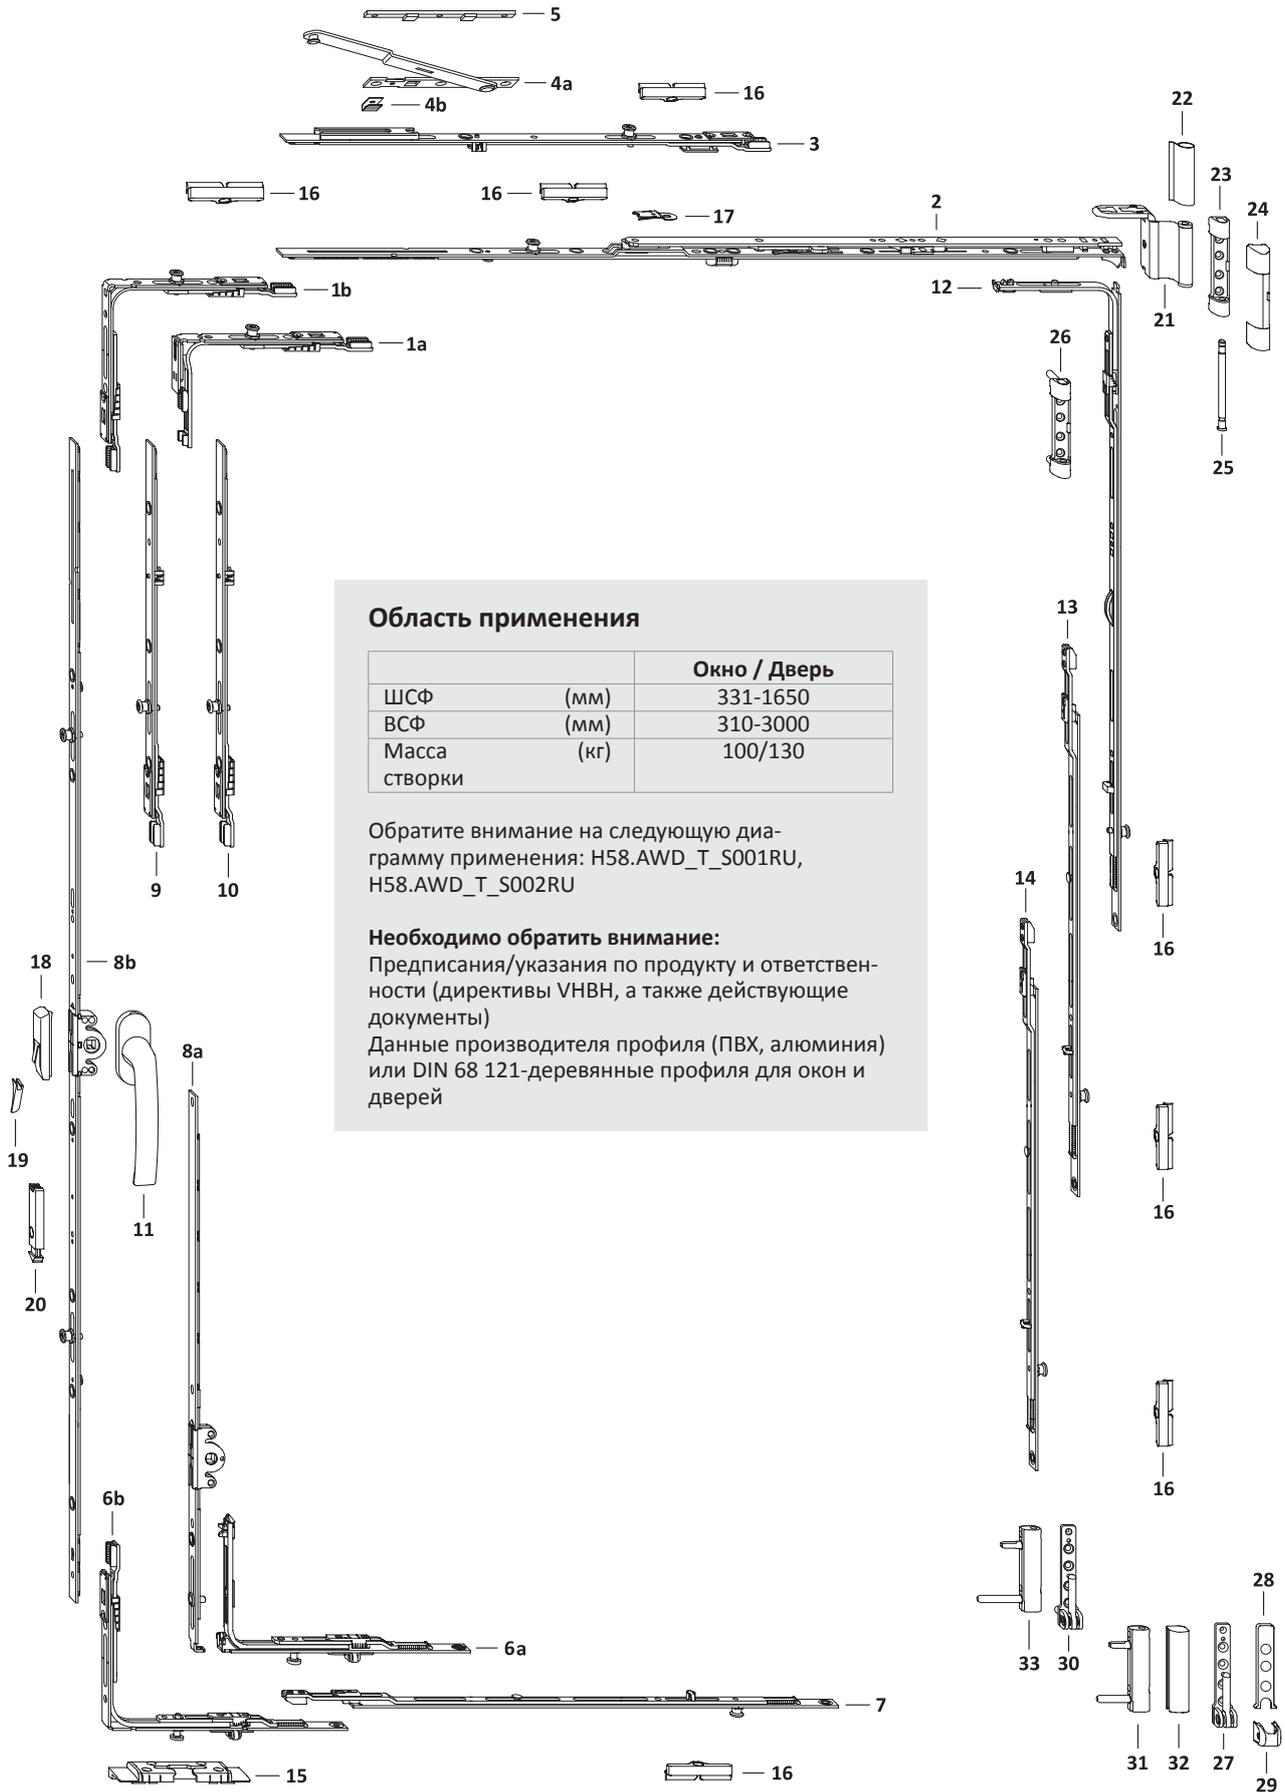 5
4a
4b
16
22
3
23
16
16
24
17
2
12
1b
21
1a
26
25
Область применения
Окно / Дверь
ШСФ (мм) 331-1650
ВСФ (мм) 310-3000
Масса (кг) 100/130
створки
Обратите внимание на следующую диа-
грамму применения: H58.AWD_T_S001RU,
H58.AWD_T_S002RU
Необходимо обратить внимание:
Предписания/указания по продукту и ответствен-
ности (директивы VHBH, а также действующие
документы)
Данные производителя профиля (ПВХ, алюминия)
или DIN 68 121-деревянные профиля для окон и
дверей
13
9
10
14
16
18
8b
8a
19
11
16
20
16
6b
28
6a
33
30
7
31
32
27
15
16
29